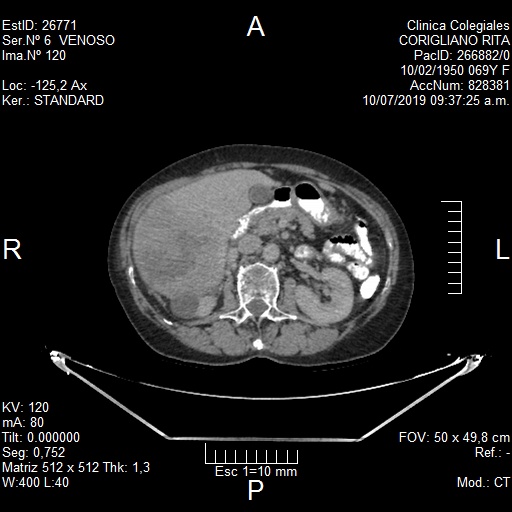 EstID: 26771
Ser.Nº 6 VENOSO
Ima.Nº 120
Loc: -125,2 Ax
Ker.: STANDARD
A
Clinica Colegiales
CORIGLIANO RITA
PacID: 266882/0
10/02/1950 069Y F
AccNum: 828381
10/07/2019 09:37:25 a.m.
R
L
KV: 120
mA: 80
Tilt: 0.000000
Seg: 0,752
Matriz 512 x 512 Thk: 1,3
W:400 L:40
Esc 1=10 mm
P
FOV: 50 x 49,8 cm
Ref.: -
Mod.: CT